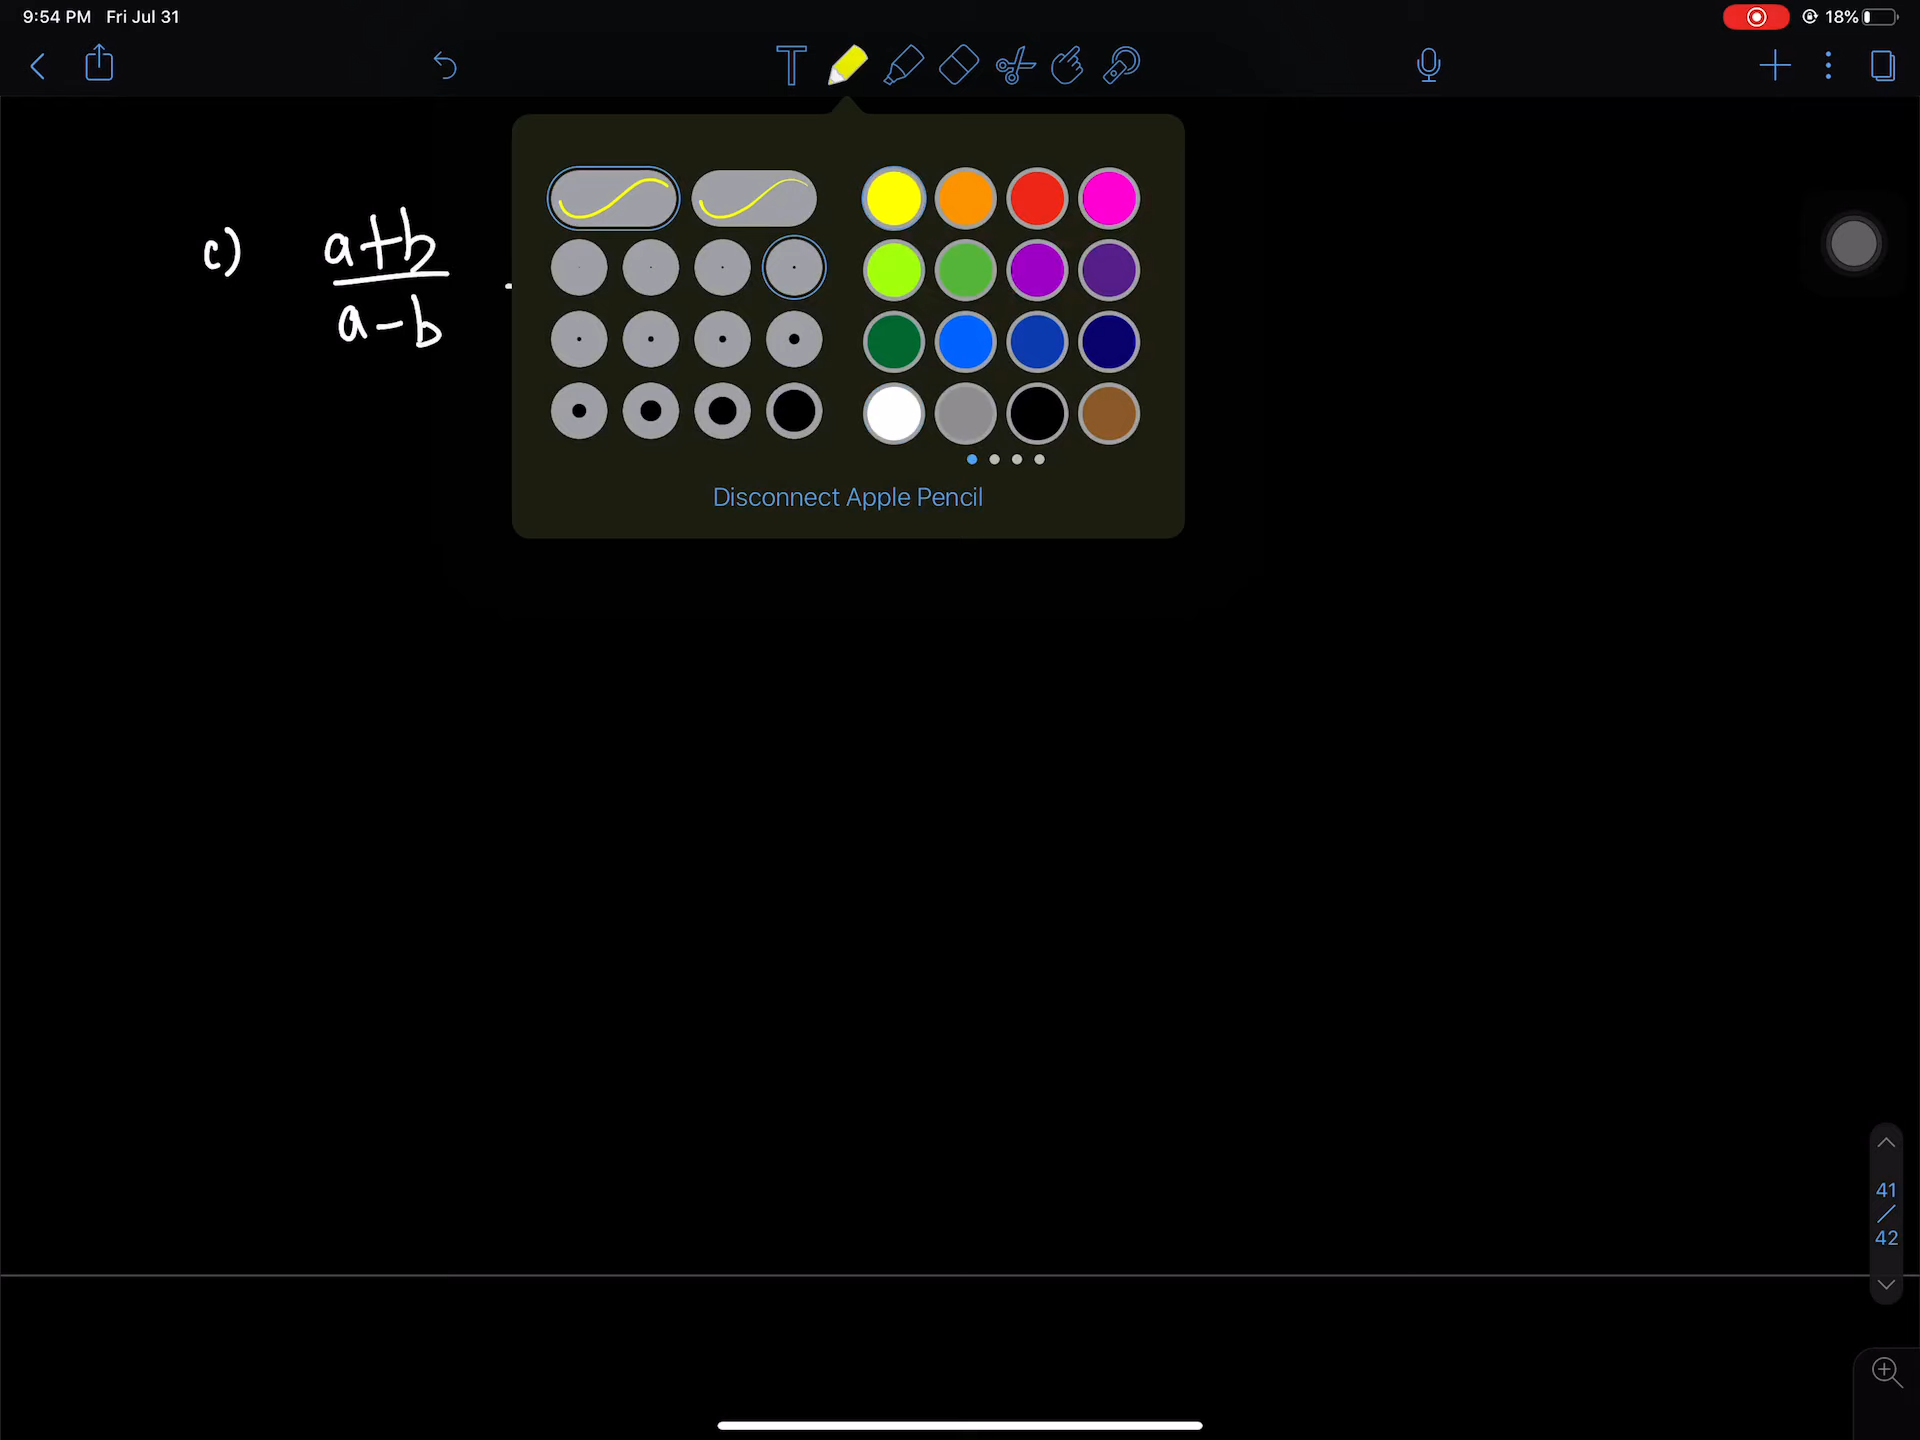 9:54 PM Fri Jul 31
18%
T
c) a+b
a-b
Disconnect Apple Pencil
41
/
42